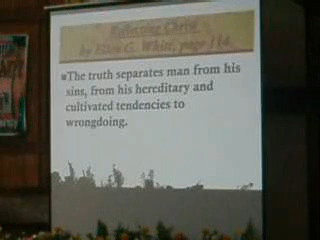 Reflecting Christ
by Ellen G. White, page 114
The truth separates man from his
sins, from his hereditary and
cultivated tendencies to
wrongdoing.